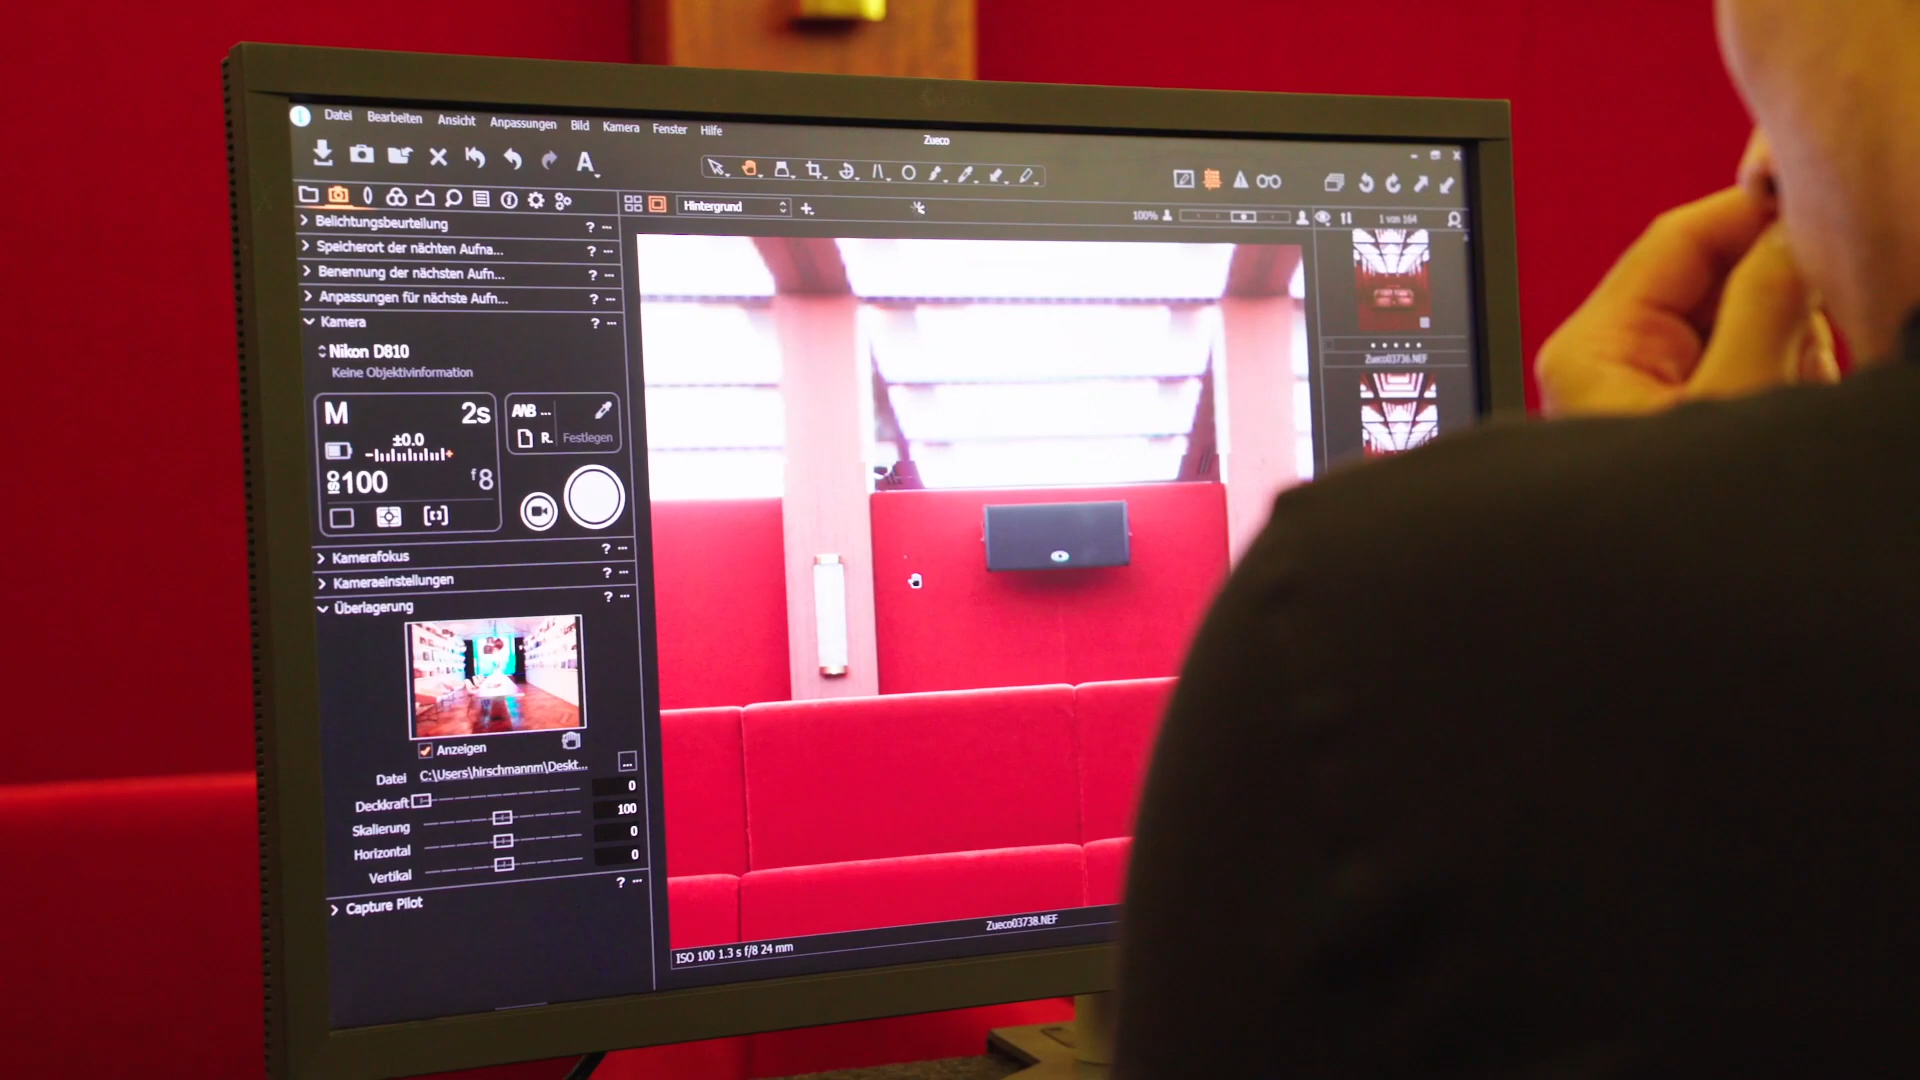 Datei Bearbeiten Ansicht Anpassungen Bild Kamera Fenster Hilfe
Zueco
A
Hintergrund
100%
1 von 164
Belichtungsbeurteilung ? ...
Speicherort der nächten Aufna... ? ...
Benennung der nächsten Aufn... ? ...
Anpassungen für nächste Aufn... ? ...
Kamera ? ...
Nikon D810
Keine Objektivinformation
M 2s
AWB ...
±0.0
R. Festlegen
ISO 100 f8
Kamerafokus ? ...
Kameraeinstellungen ? ...
Überlagerung ? ...
Anzeigen
Datei C:\Users\hirschmannm\Deskt... ...
Deckkraft 0
Skalierung 100
Horizontal 0
Vertikal 0
Capture Pilot ? ...
Zueco03736.NEF
Zueco03738.NEF
ISO 100 1.3 s f/8 24 mm